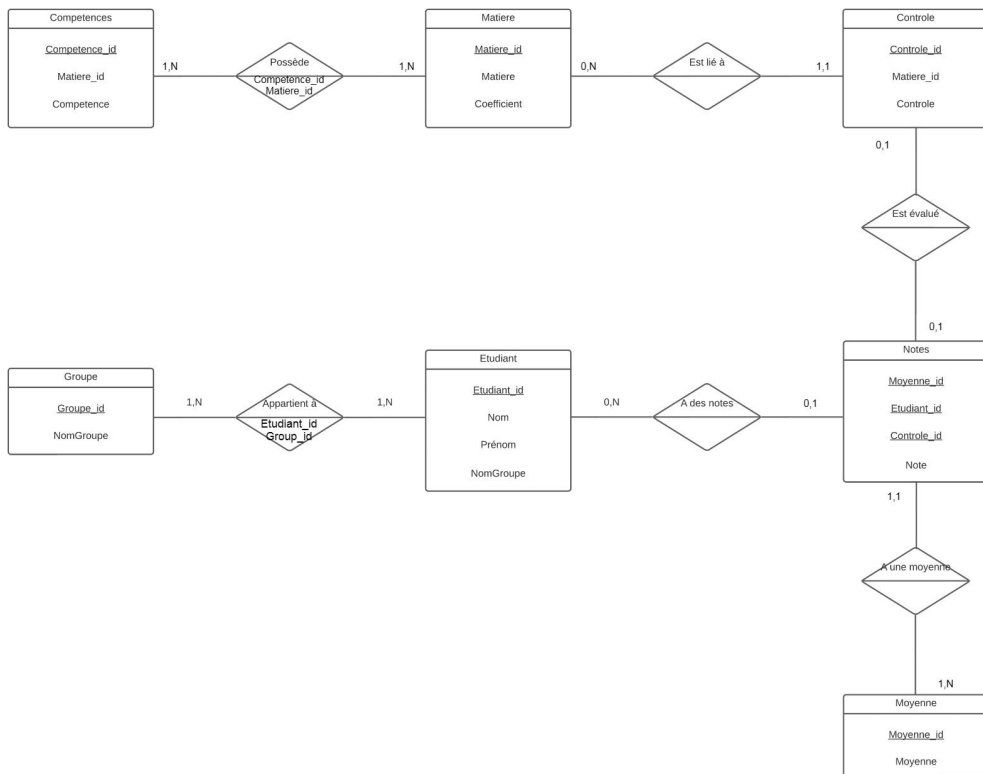 Competences
Competence_id
Matiere_id
Competence
1,N
Possède
Competence_id
Matiere_id
1,N
Matiere
Matiere_id
Matiere
Coefficient
0,N
Est lié à
1,1
Controle
Controle_id
Matiere_id
Controle
0,1
Est évalué
0,1
Groupe
Groupe_id
NomGroupe
1,N
Appartient à
Etudiant_id
Group_id
1,N
Etudiant
Etudiant_id
Nom
Prénom
NomGroupe
0,N
A des notes
0,1
Notes
Moyenne_id
Etudiant_id
Controle_id
Note
1,1
A une moyenne
1,N
Moyenne
Moyenne_id
Moyenne